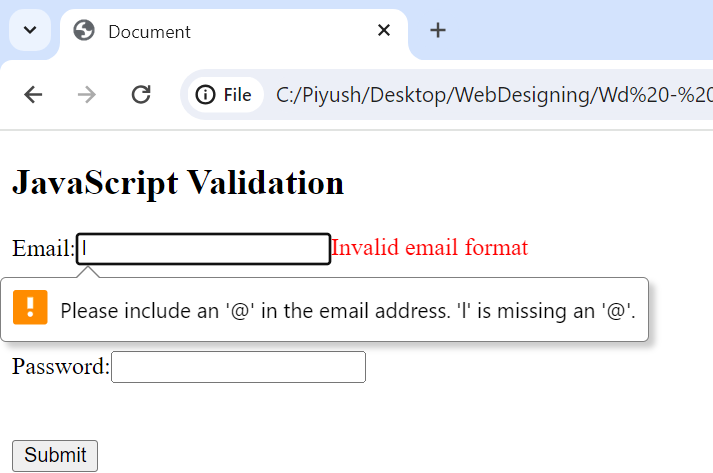 Document
File
C:/Piyush/Desktop/WebDesigning/Wd%20-%20
JavaScript Validation
Email:l Invalid email format
Please include an '@' in the email address. 'l' is missing an '@'.
Password:
Submit